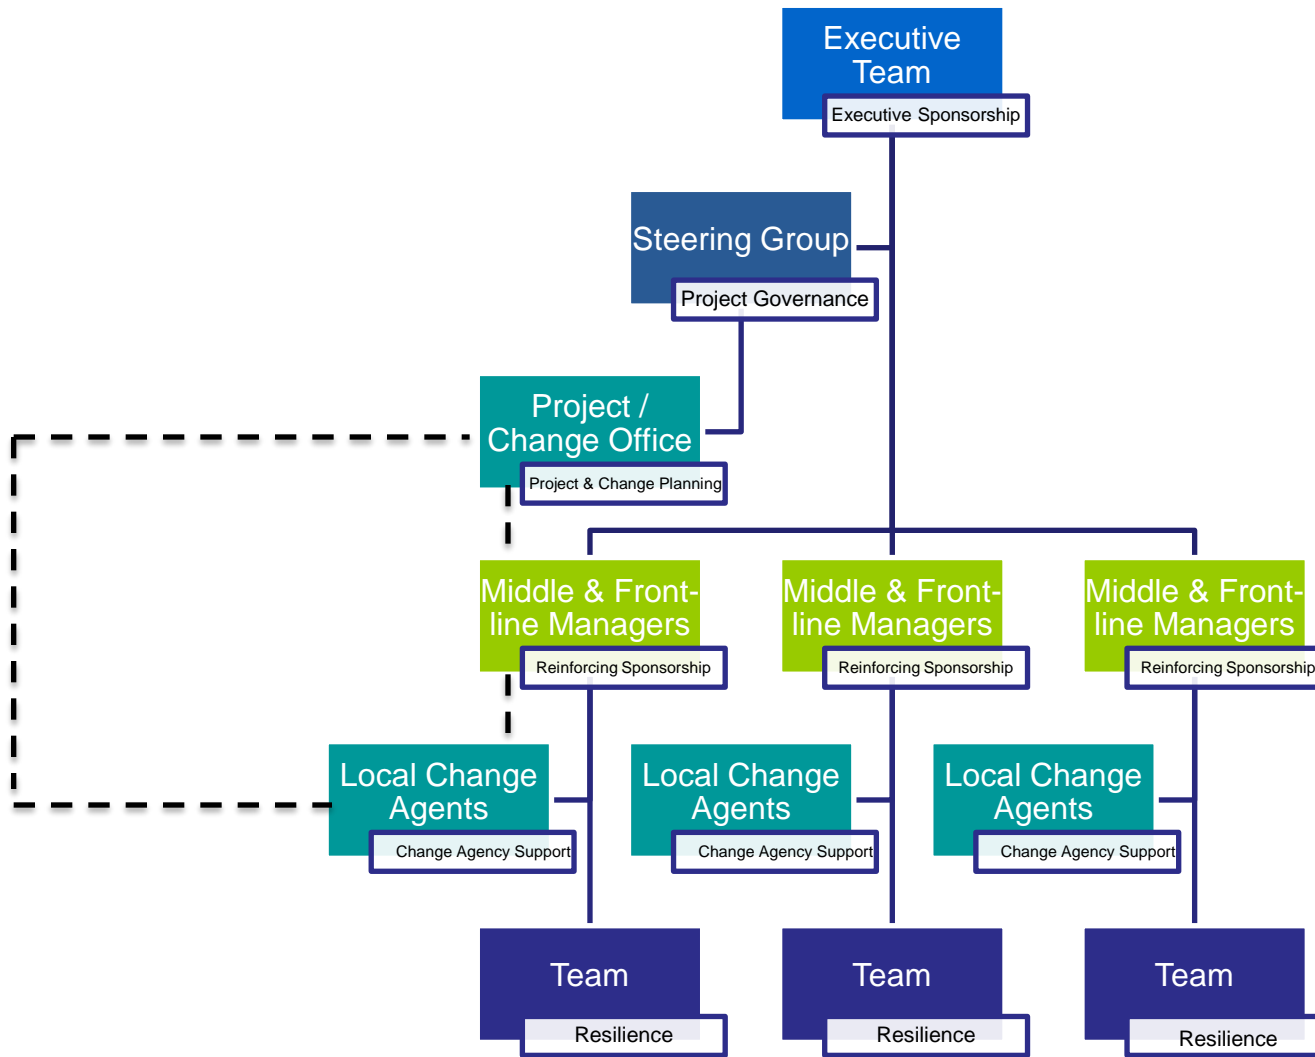 Executive
Team
Executive Sponsorship
Steering Group
Project Governance
Project /
Change Office
Project & Change Planning
Middle & Front-
line Managers
Reinforcing Sponsorship
Middle & Front-
line Managers
Reinforcing Sponsorship
Middle & Front-
line Managers
Reinforcing Sponsorship
Local Change
Agents
Change Agency Support
Local Change
Agents
Change Agency Support
Local Change
Agents
Change Agency Support
Team
Resilience
Team
Resilience
Team
Resilience